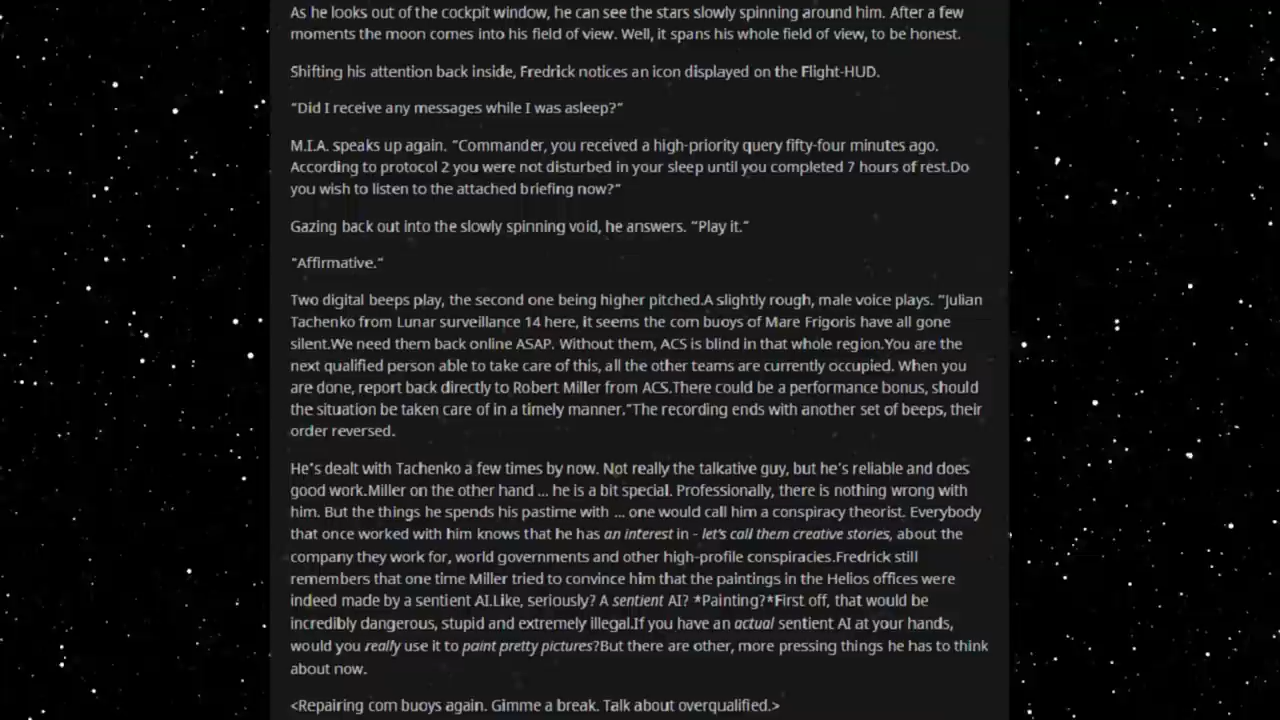 As he looks out of the cockpit window, he can see the stars slowly spinning around him. After a few
moments the moon comes into his field of view. Well, it spans his whole field of view, to be honest.
Shifting his attention back inside, Fredrick notices an icon displayed on the Flight-HUD.
“Did I receive any messages while I was asleep?”
M.I.A. speaks up again. “Commander, you received a high-priority query fifty-four minutes ago.
According to protocol 2 you were not disturbed in your sleep until you completed 7 hours of rest.Do
you wish to listen to the attached briefing now?”
Gazing back out into the slowly spinning void, he answers. “Play it.”
“Affirmative.”
Two digital beeps play, the second one being higher pitched.A slightly rough, male voice plays. “Julian
Tachenko from Lunar surveillance 14 here, it seems the com buoys of Mare Frigoris have all gone
silent.We need them back online ASAP. Without them, ACS is blind in that whole region.You are the
next qualified person able to take care of this, all the other teams are currently occupied. When you
are done, report back directly to Robert Miller from ACS.There could be a performance bonus, should
the situation be taken care of in a timely manner.”The recording ends with another set of beeps, their
order reversed.
He’s dealt with Tachenko a few times by now. Not really the talkative guy, but he’s reliable and does
good work.Miller on the other hand ... he is a bit special. Professionally, there is nothing wrong with
him. But the things he spends his pastime with ... one would call him a conspiracy theorist. Everybody
that once worked with him knows that he has an interest in - let’s call them creative stories, about the
company they work for, world governments and other high-profile conspiracies.Fredrick still
remembers that one time Miller tried to convince him that the paintings in the Helios offices were
indeed made by a sentient AI.Like, seriously? A sentient AI? *Painting?*First off, that would be
incredibly dangerous, stupid and extremely illegal.If you have an actual sentient AI at your hands,
would you really use it to paint pretty pictures?But there are other, more pressing things he has to think
about now.
<Repairing com buoys again. Gimme a break. Talk about overqualified.>